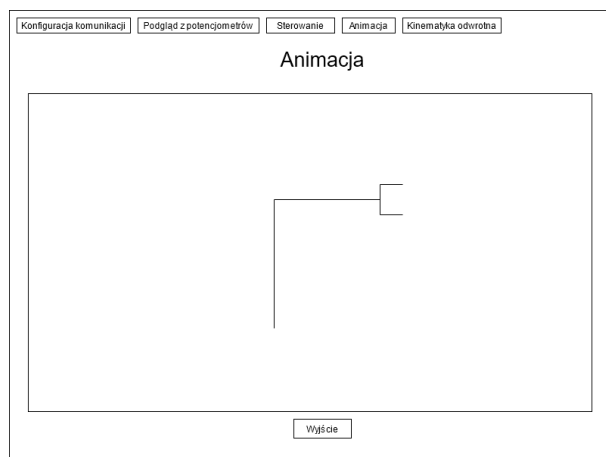 Konfiguracja komunikacji Podgląd z potencjometrów Sterowanie Animacja Kinematyka odwrotna
Animacja
Wyjście